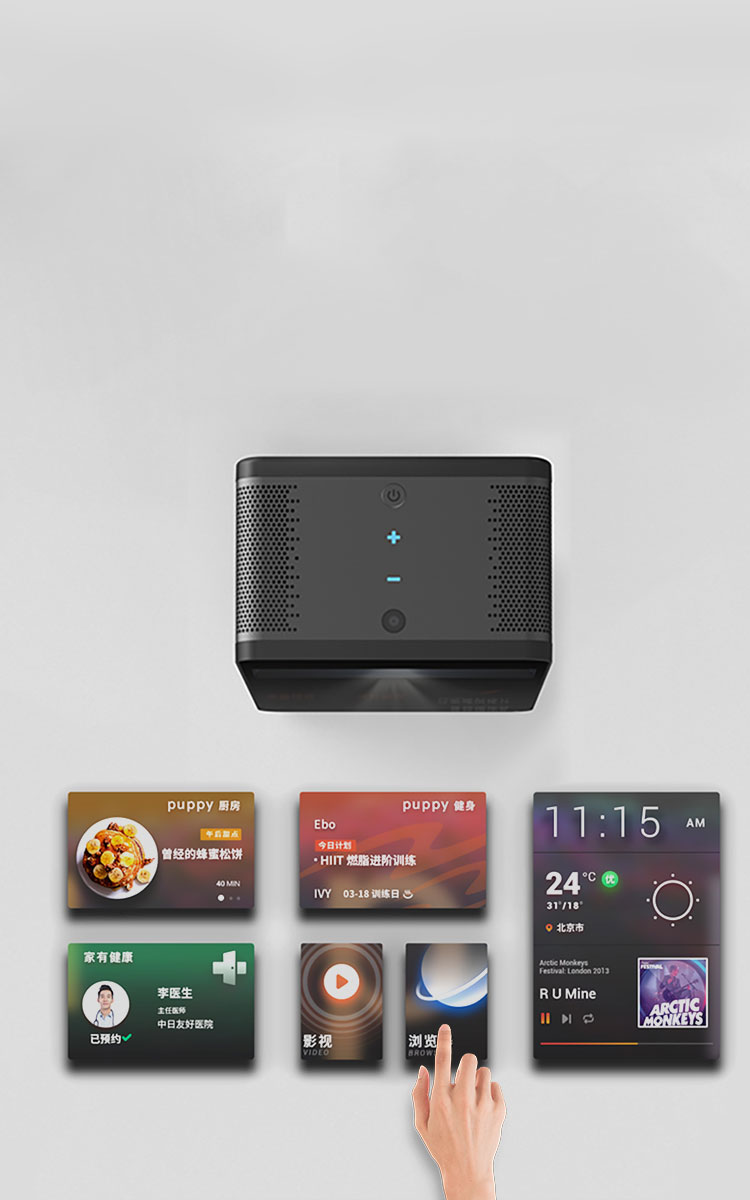 puppy 厨房
午后甜点
曾经的蜂蜜松饼
40 MIN
puppy 健身
Ebo
今日计划
• HIIT 燃脂进阶训练
IVY 03-18 训练日
11:15 AM
24°C 优
31°/18°
北京市
Arctic Monkeys
Festival: London 2013
R U Mine
FESTIVAL
ARCTIC
MONKEYS
家有健康
李医生
主任医师
中日友好医院
已预约
影视
VIDEO
浏览
BROW